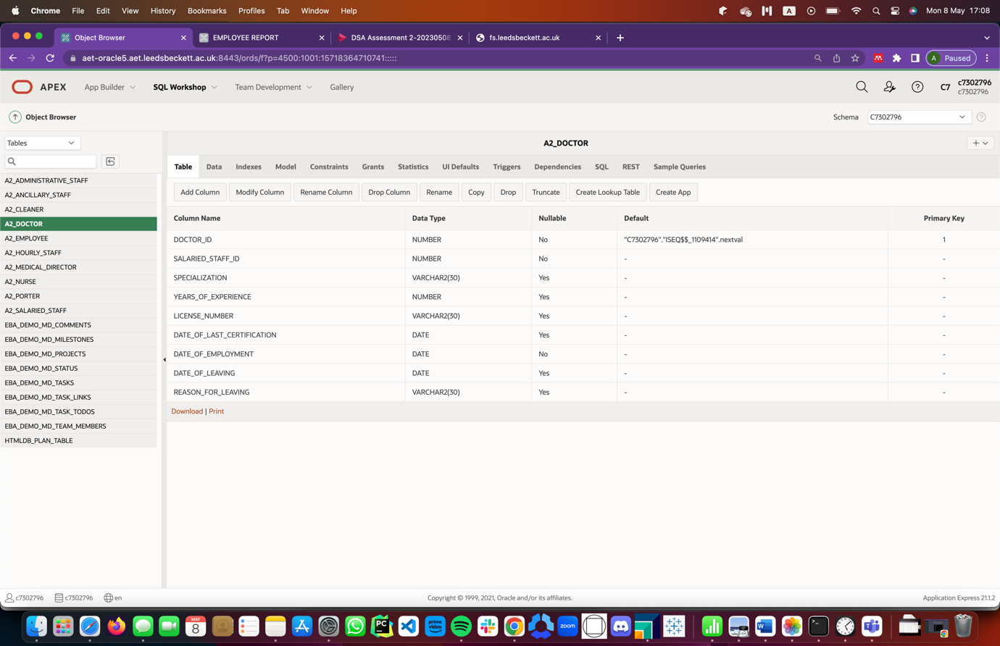 Chrome File Edit View History Bookmarks Profiles Tab Window Help A Mon 8 May 17:08
Object Browser EMPLOYEE REPORT DSA Assessment 2-20230508 fs.leedsbeckett.ac.uk
aet-oracle5.aet.leedsbeckett.ac.uk:8443/ords/f?p=4500:1001:15718364710741::::: A Paused
APEX App Builder SQL Workshop Team Development Gallery C7 c7302796
c7302796
Object Browser Schema C7302796
Tables
A2_ADMINISTRATIVE_STAFF
A2_ANCILLARY_STAFF
A2_CLEANER
A2_DOCTOR
A2_EMPLOYEE
A2_HOURLY_STAFF
A2_MEDICAL_DIRECTOR
A2_NURSE
A2_PORTER
A2_SALARIED_STAFF
EBA_DEMO_MD_COMMENTS
EBA_DEMO_MD_MILESTONES
EBA_DEMO_MD_PROJECTS
EBA_DEMO_MD_STATUS
EBA_DEMO_MD_TASKS
EBA_DEMO_MD_TASK_LINKS
EBA_DEMO_MD_TASK_TODOS
EBA_DEMO_MD_TEAM_MEMBERS
HTMLDB_PLAN_TABLE
A2_DOCTOR
Table Data Indexes Model Constraints Grants Statistics UI Defaults Triggers Dependencies SQL REST Sample Queries
Add Column Modify Column Rename Column Drop Column Rename Copy Drop Truncate Create Lookup Table Create App
Column Name Data Type Nullable Default Primary Key
DOCTOR_ID NUMBER No "C7302796"."ISEQ$$_1109414".nextval 1
SALARIED_STAFF_ID NUMBER No - -
SPECIALIZATION VARCHAR2(30) Yes - -
YEARS_OF_EXPERIENCE NUMBER Yes - -
LICENSE_NUMBER VARCHAR2(30) Yes - -
DATE_OF_LAST_CERTIFICATION DATE Yes - -
DATE_OF_EMPLOYMENT DATE No - -
DATE_OF_LEAVING DATE Yes - -
REASON_FOR_LEAVING VARCHAR2(30) Yes - -
Download | Print
c7302796 c7302796 en Copyright © 1999, 2021, Oracle and/or its affiliates. Application Express 21.1.2
MAY
8
PC
prime video
zoom